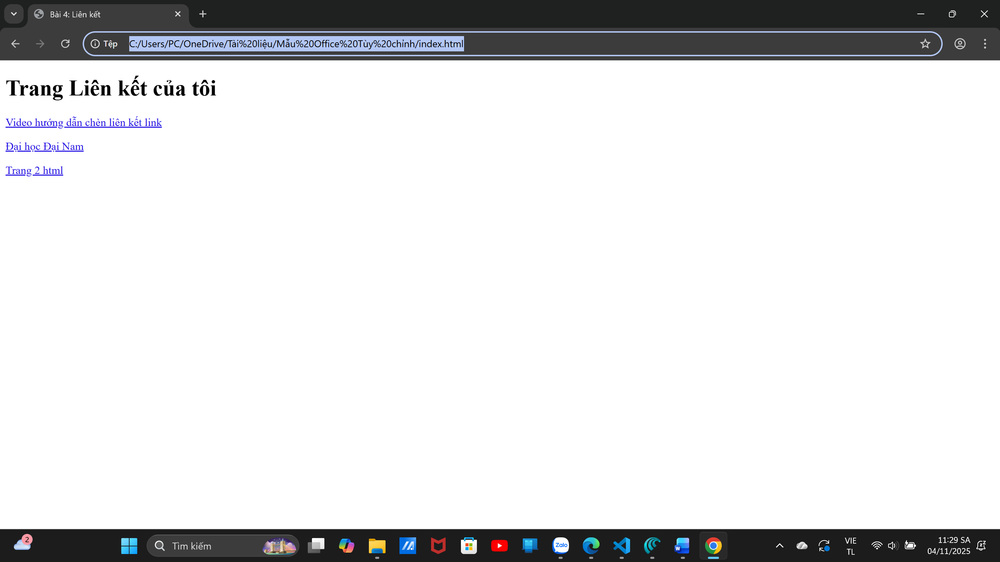 Bài 4: Liên kết
Tệp
C:/Users/PC/OneDrive/Tài%20liệu/Mẫu%20Office%20Tùy%20chỉnh/index.html
Trang Liên kết của tôi
Video hướng dẫn chèn liên kết link
Đại học Đại Nam
Trang 2 html
2
Tìm kiếm
Zalo
W
VIE
TL
11:29 SA
04/11/2025